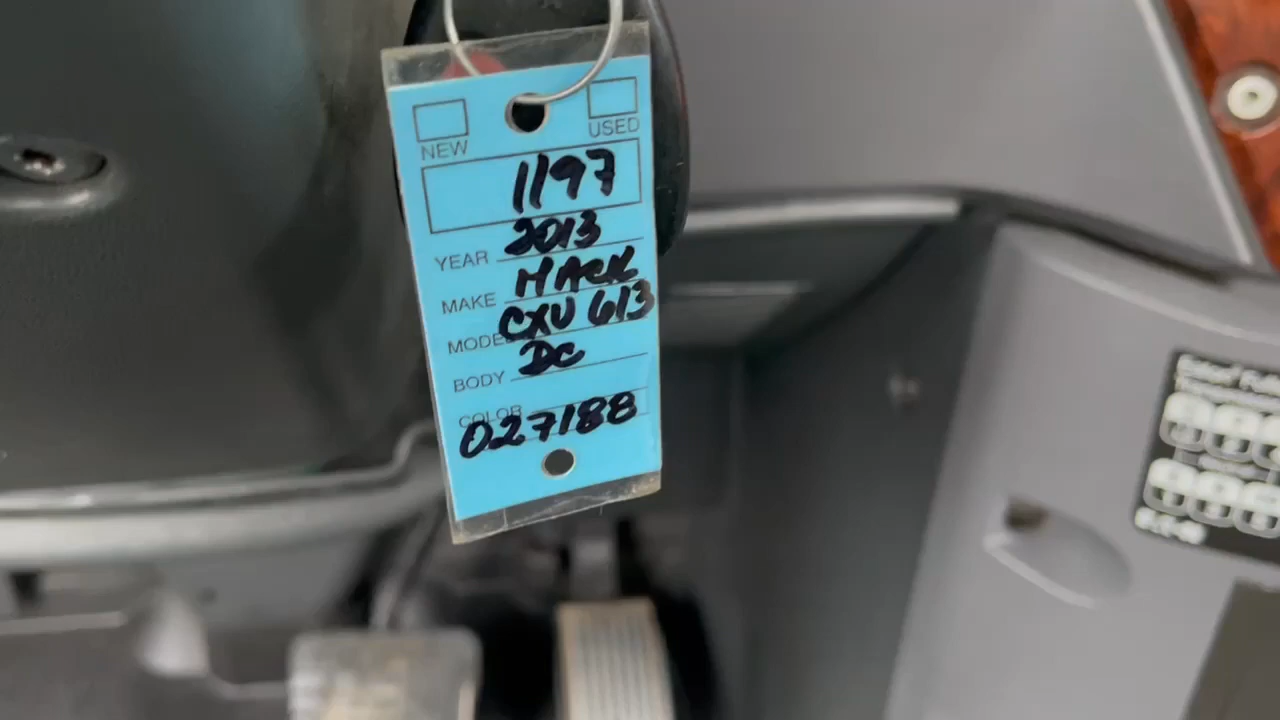 NEW USED
1197
YEAR 2013
MAKE MACK
MODEL CXU 613
BODY DC
COLOR 027188